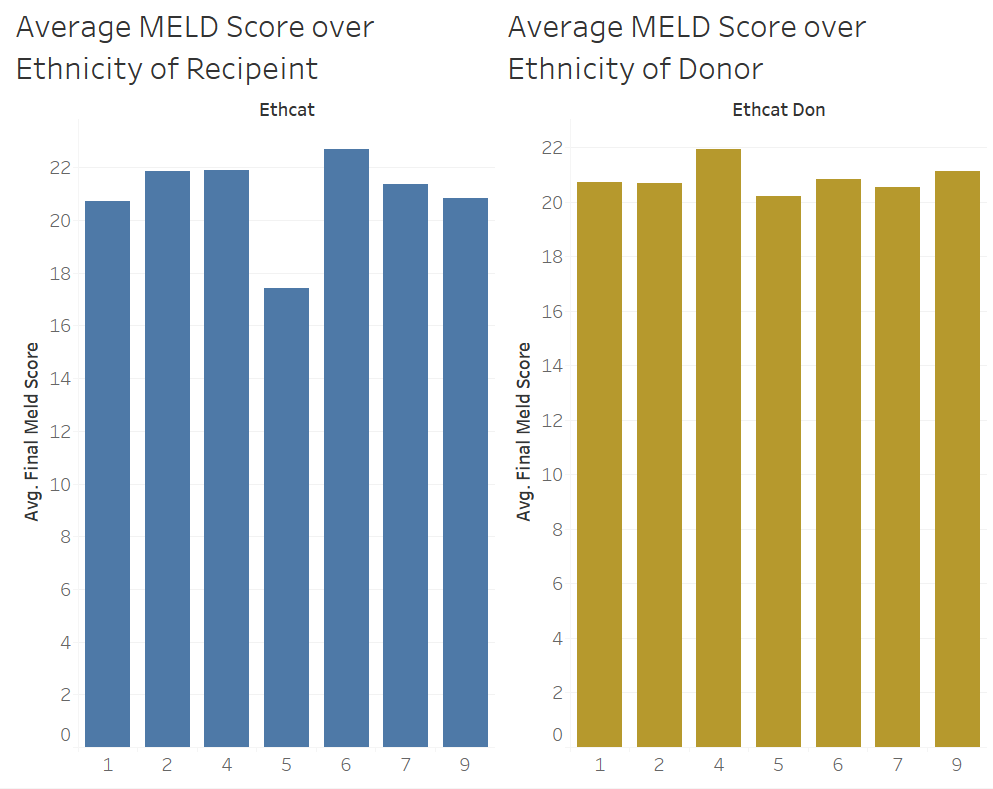 Average MELD Score over
Ethnicity of Recipeint
Ethcat
Avg. Final Meld Score
22
20
18
16
14
12
10
8
6
4
2
0
1 2 4 5 6 7 9
Average MELD Score over
Ethnicity of Donor
Ethcat Don
Avg. Final Meld Score
22
20
18
16
14
12
10
8
6
4
2
0
1 2 4 5 6 7 9